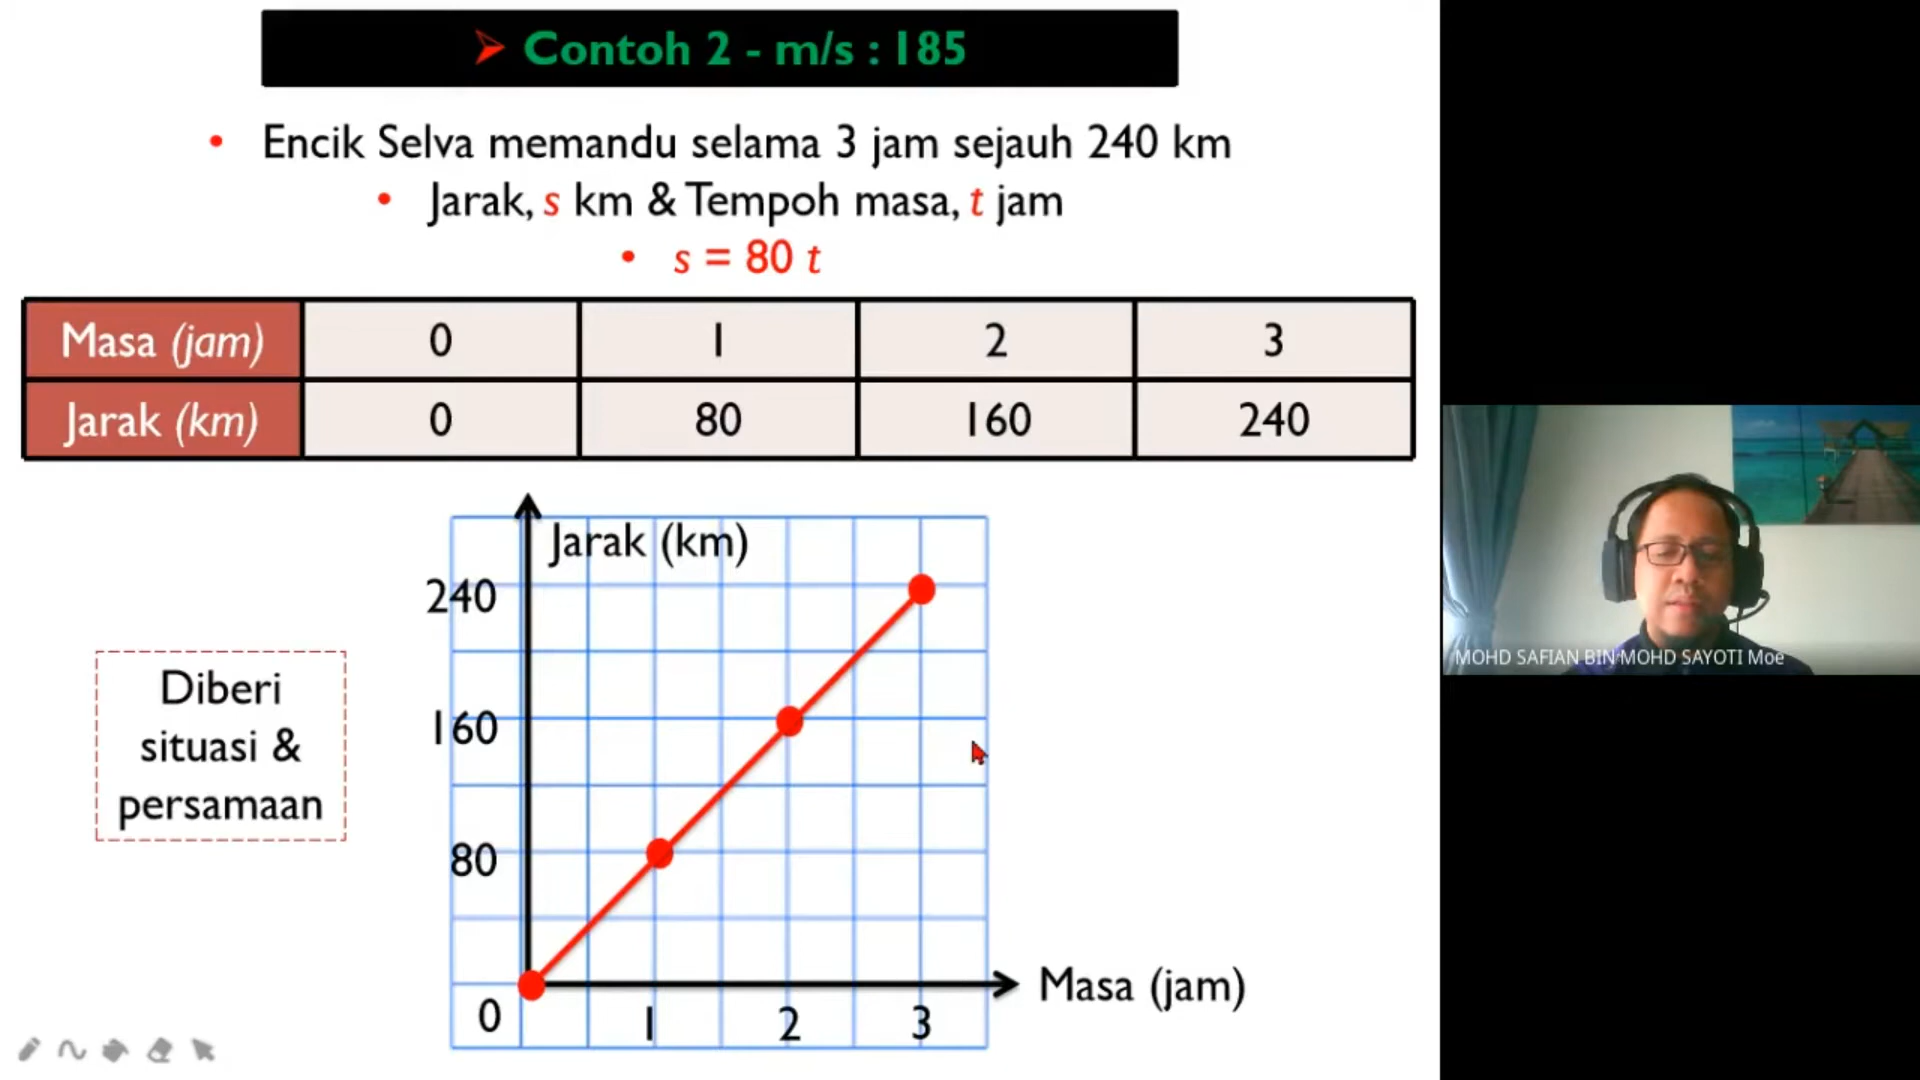 Contoh 2 - m/s : 185
Encik Selva memandu selama 3 jam sejauh 240 km
Jarak, s km & Tempoh masa, t jam
s = 80 t
Masa (jam) 0 1 2 3
Jarak (km) 0 80 160 240
Jarak (km)
240
160
80
0 1 2 3
Masa (jam)
Diberi
situasi &
persamaan
MOHD SAFIAN BIN MOHD SAYOTI Moe